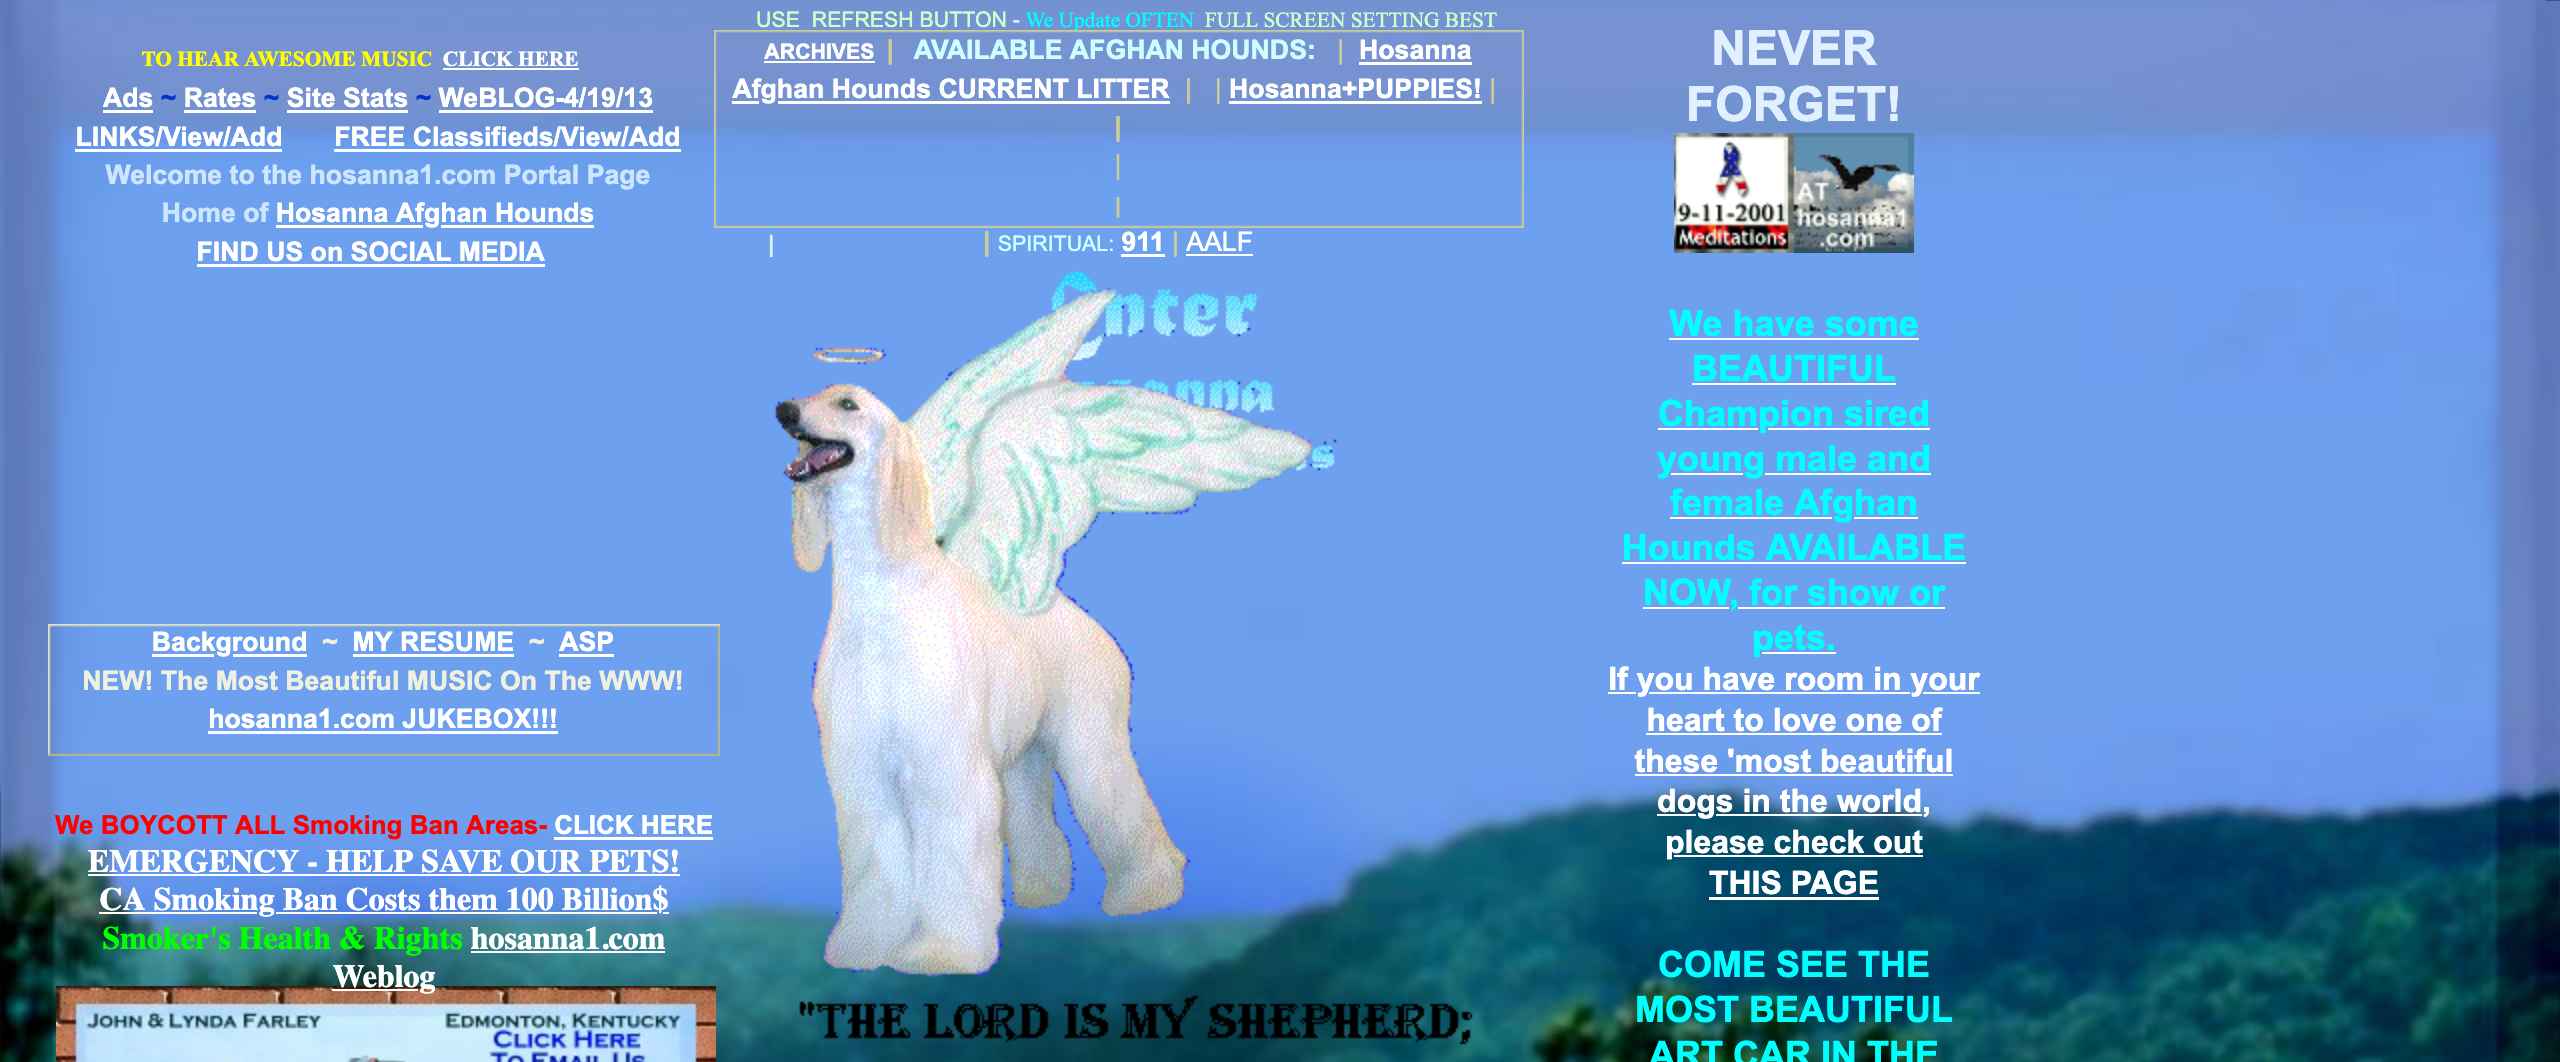 TO HEAR AWESOME MUSIC CLICK HERE
Ads ~ Rates ~ Site Stats ~ WeBLOG-4/19/13
LINKS/View/Add FREE Classifieds/View/Add
Welcome to the hosanna1.com Portal Page
Home of Hosanna Afghan Hounds
FIND US on SOCIAL MEDIA
Background ~ MY RESUME ~ ASP
NEW! The Most Beautiful MUSIC On The WWW!
hosanna1.com JUKEBOX!!!
We BOYCOTT ALL Smoking Ban Areas- CLICK HERE
EMERGENCY - HELP SAVE OUR PETS!
CA Smoking Ban Costs them 100 Billion$
Smoker's Health & Rights hosanna1.com
Weblog
JOHN & LYNDA FARLEY EDMONTON, KENTUCKY
CLICK HERE
TO EMAIL US
USE REFRESH BUTTON - We Update OFTEN FULL SCREEN SETTING BEST
ARCHIVES | AVAILABLE AFGHAN HOUNDS: | Hosanna
Afghan Hounds CURRENT LITTER | | Hosanna+PUPPIES! |
|
|
|
| | SPIRITUAL: 911 | AALF
Enter
"THE LORD IS MY SHEPHERD;
NEVER
FORGET!
9-11-2001
Meditations
AT
hosanna1
.com
We have some
BEAUTIFUL
Champion sired
young male and
female Afghan
Hounds AVAILABLE
NOW, for show or
pets.
If you have room in your
heart to love one of
these 'most beautiful
dogs in the world,
please check out
THIS PAGE
COME SEE THE
MOST BEAUTIFUL
ART CAR IN THE